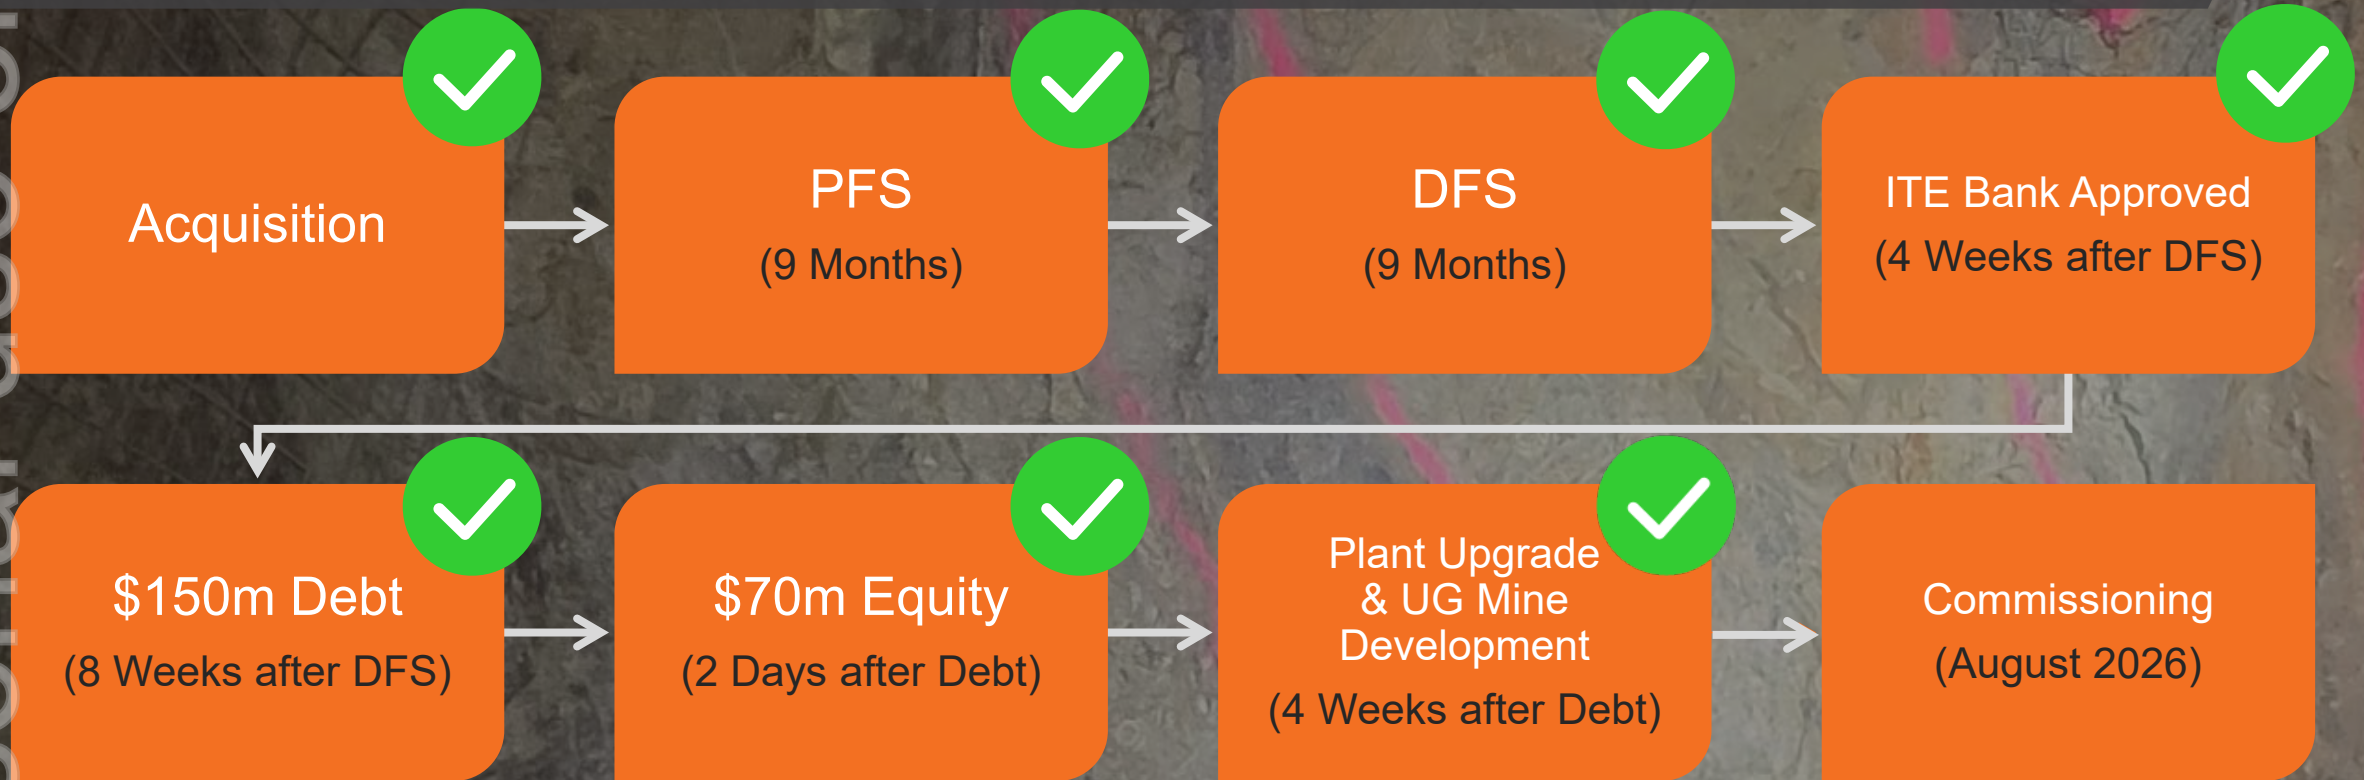 Acquisition
PFS
(9 Months)
DFS
(9 Months)
ITE Bank Approved
(4 Weeks after DFS)
$150m Debt
(8 Weeks after DFS)
$70m Equity
(2 Days after Debt)
Plant Upgrade
& UG Mine
Development
(4 Weeks after Debt)
Commissioning
(August 2026)